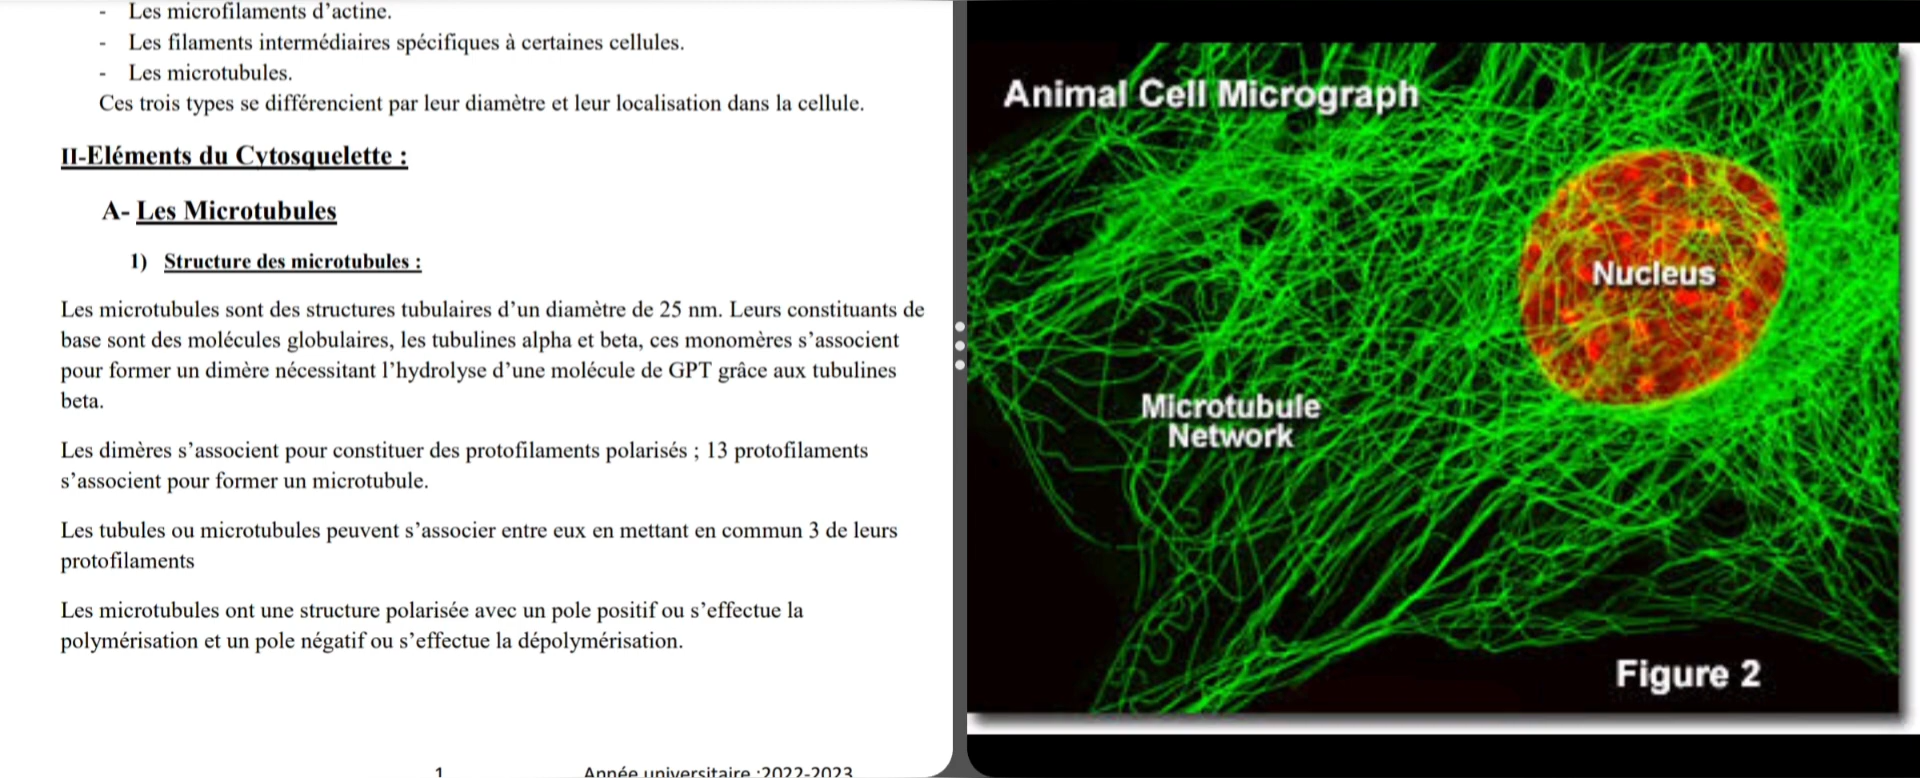 - Les microfilaments d’actine.
- Les filaments intermédiaires spécifiques à certaines cellules.
- Les microtubules.
Ces trois types se différencient par leur diamètre et leur localisation dans la cellule.
II-Eléments du Cytosquelette :
A- Les Microtubules
1) Structure des microtubules :
Les microtubules sont des structures tubulaires d’un diamètre de 25 nm. Leurs constituants de
base sont des molécules globulaires, les tubulines alpha et beta, ces monomères s’associent
pour former un dimère nécessitant l’hydrolyse d’une molécule de GPT grâce aux tubulines
beta.
Les dimères s’associent pour constituer des protofilaments polarisés ; 13 protofilaments
s’associent pour former un microtubule.
Les tubules ou microtubules peuvent s’associer entre eux en mettant en commun 3 de leurs
protofilaments
Les microtubules ont une structure polarisée avec un pole positif ou s’effectue la
polymérisation et un pole négatif ou s’effectue la dépolymérisation.
1 Année universitaire :2022-2023
Animal Cell Micrograph
Nucleus
Microtubule
Network
Figure 2